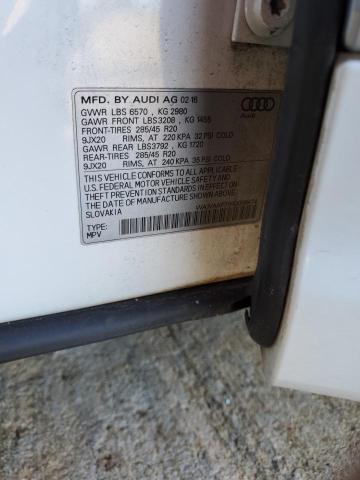 MFD. BY AUDI AG 02 16
Audi
GVWR LBS 6570 , KG 2980
GAWR FRONT LBS3208 , KG 1455
FRONT-TIRES 285/45 R20
9JX20 RIMS, AT 220 KPA 32 PSI COLD
GAWR REAR LBS3792 , KG 1720
REAR-TIRES 285/45 R20
9JX20 RIMS, AT 240 KPA 35 PSI COLD
THIS VEHICLE CONFORMS TO ALL APPLICABLE
U.S. FEDERAL MOTOR VEHICLE SAFETY AND
THEFT PREVENTION STANDARDS IN EFFECT ON
THE DATE OF MANUFACTURE SHOWN ABOVE.
SLOVAKIA
TYPE:
MPV